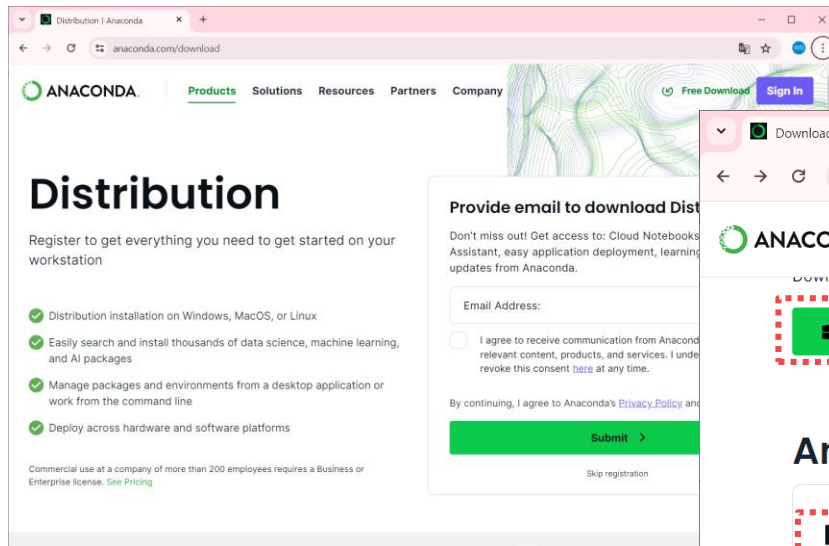 Distribution | Anaconda
anaconda.com/download
ANACONDA.
Products Solutions Resources Partners Company
Free Download
Sign In
Distribution
Register to get everything you need to get started on your
workstation
Distribution installation on Windows, MacOS, or Linux
Easily search and install thousands of data science, machine learning,
and AI packages
Manage packages and environments from a desktop application or
work from the command line
Deploy across hardware and software platforms
Commercial use at a company of more than 200 employees requires a Business or
Enterprise license. See Pricing
Provide email to download Dist
Don't miss out! Get access to: Cloud Notebooks
Assistant, easy application deployment, learning
updates from Anaconda.
Email Address:
I agree to receive communication from Anacond
relevant content, products, and services. I unde
revoke this consent here at any time.
By continuing, I agree to Anaconda's Privacy Policy and
Submit >
Skip registration
Download
ANACO